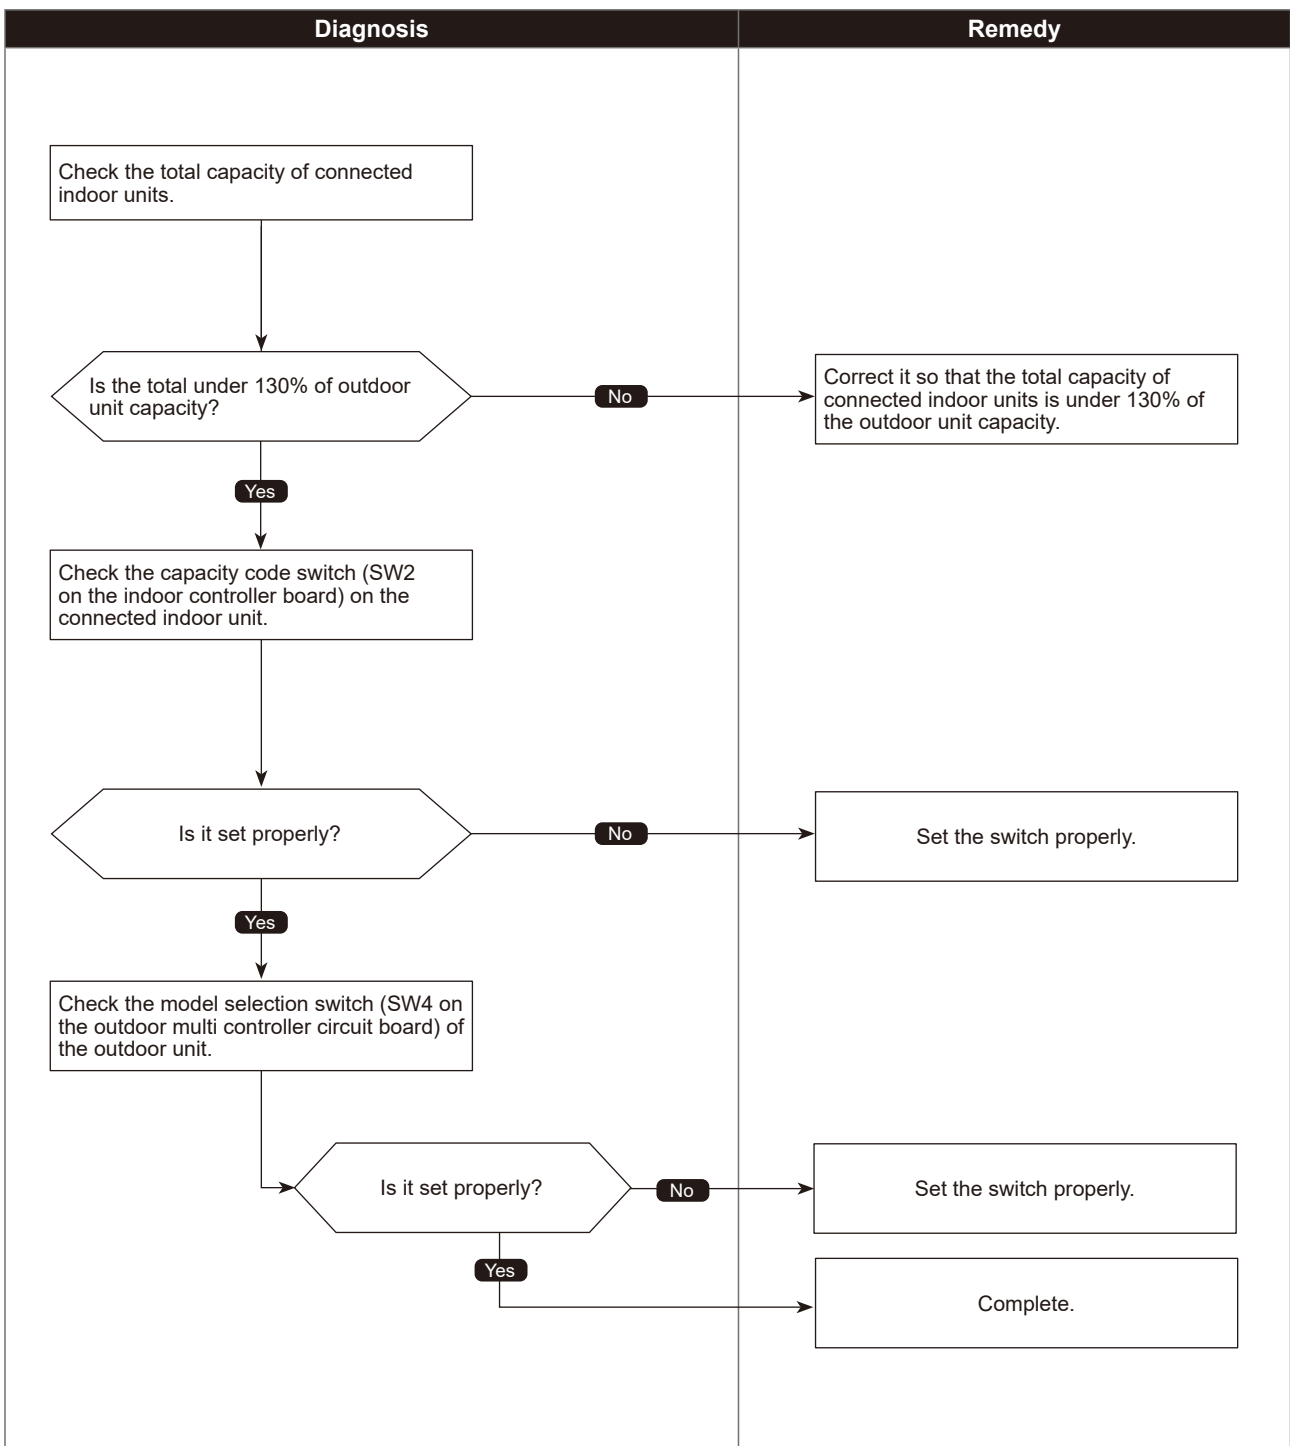 Diagnosis
Remedy
Check the total capacity of connected
indoor units.
Is the total under 130% of outdoor
unit capacity?
No
Correct it so that the total capacity of
connected indoor units is under 130% of
the outdoor unit capacity.
Yes
Check the capacity code switch (SW2
on the indoor controller board) on the
connected indoor unit.
Is it set properly?
No
Set the switch properly.
Yes
Check the model selection switch (SW4 on
the outdoor multi controller circuit board) of
the outdoor unit.
Is it set properly?
No
Set the switch properly.
Yes
Complete.